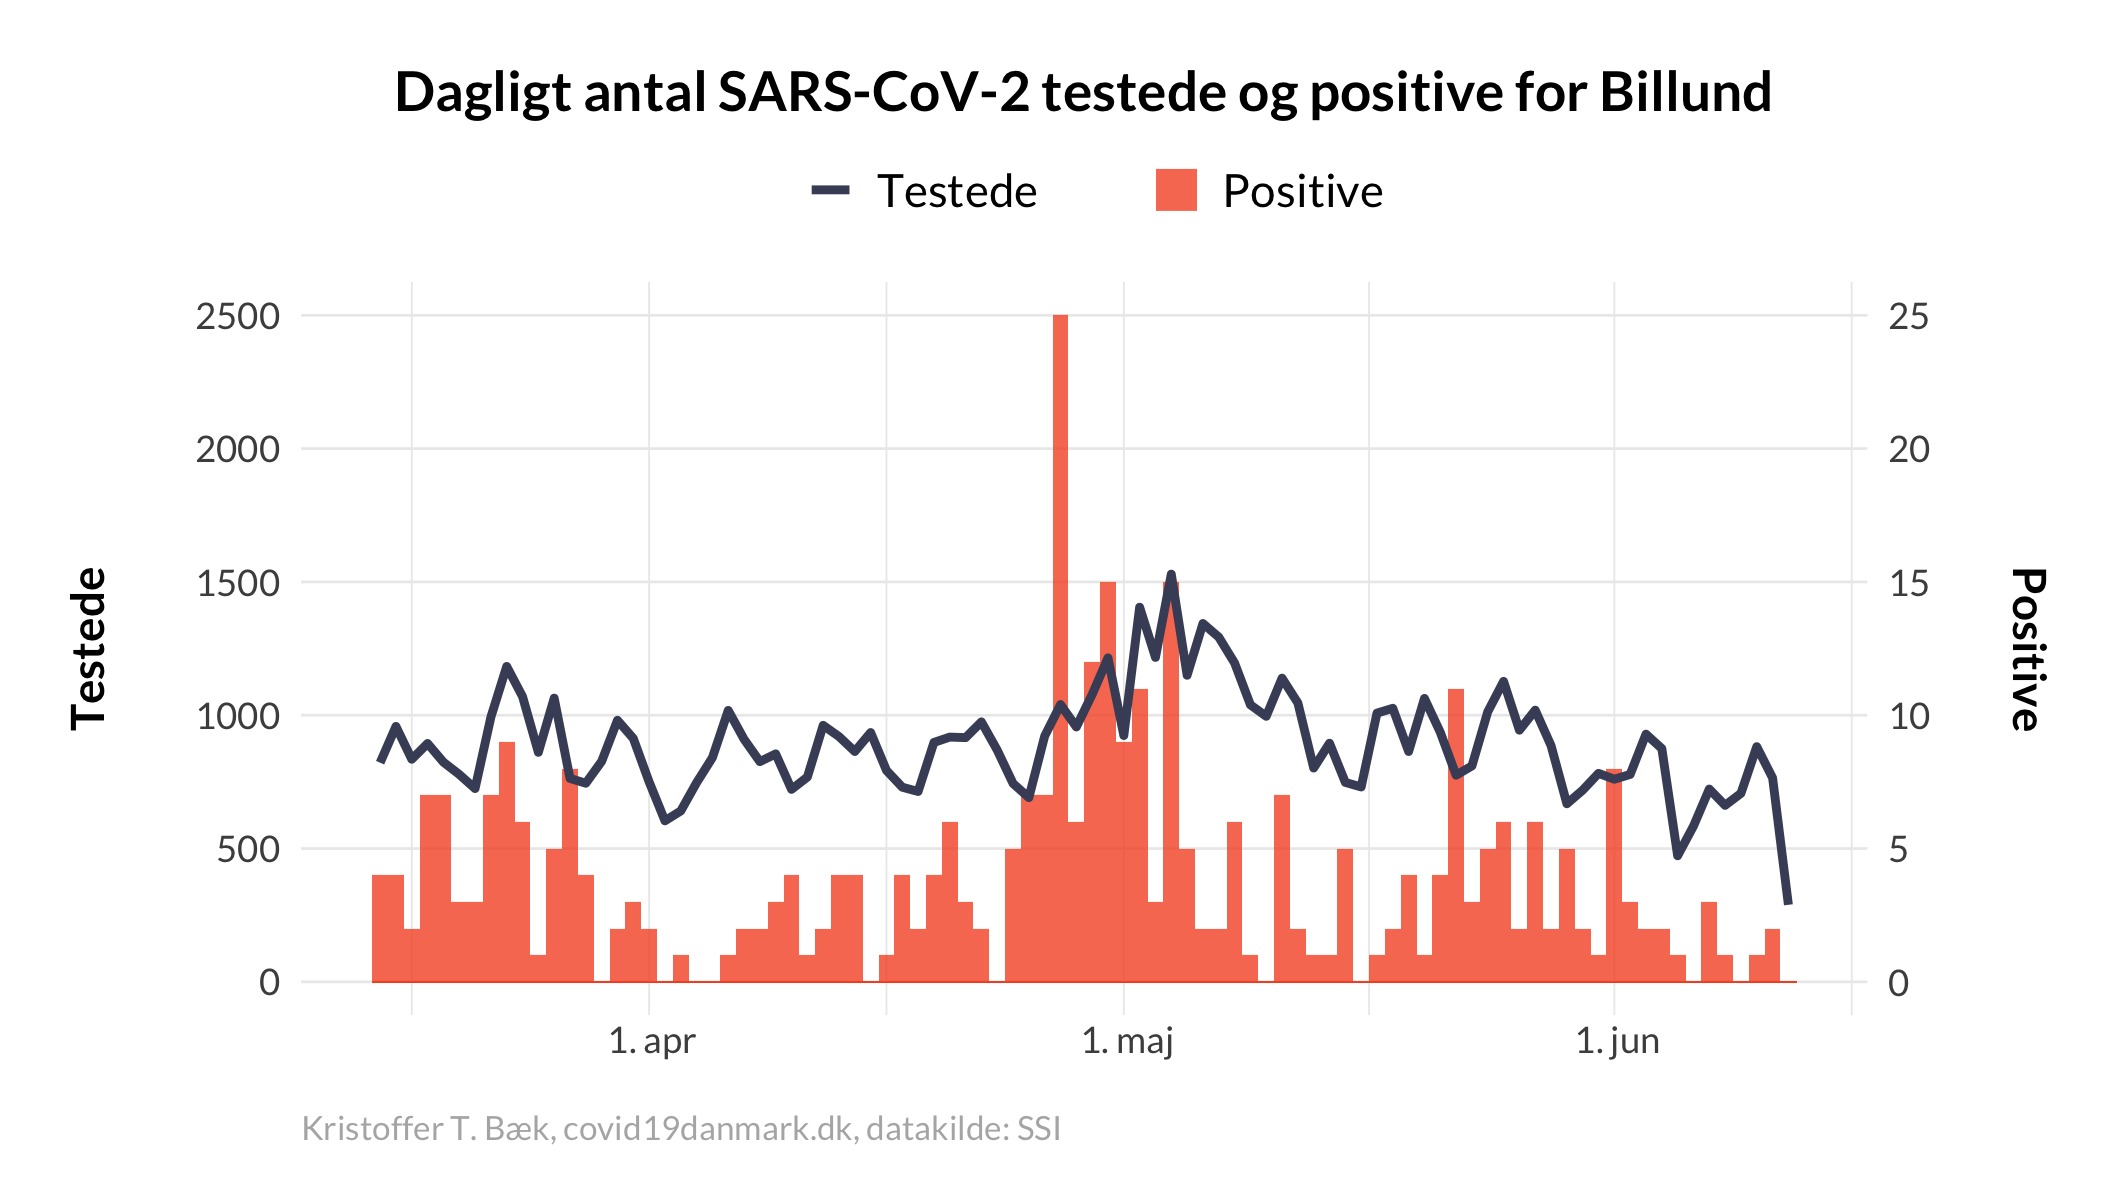 Dagligt antal SARS-CoV-2 testede og positive for Billund
Testede Positive
2500 25
2000 20
1500 15
1000 10
500 5
0 0
Testede
Positive
1. apr 1. maj 1. jun
Kristoffer T. Bæk, covid19danmark.dk, datakilde: SSI